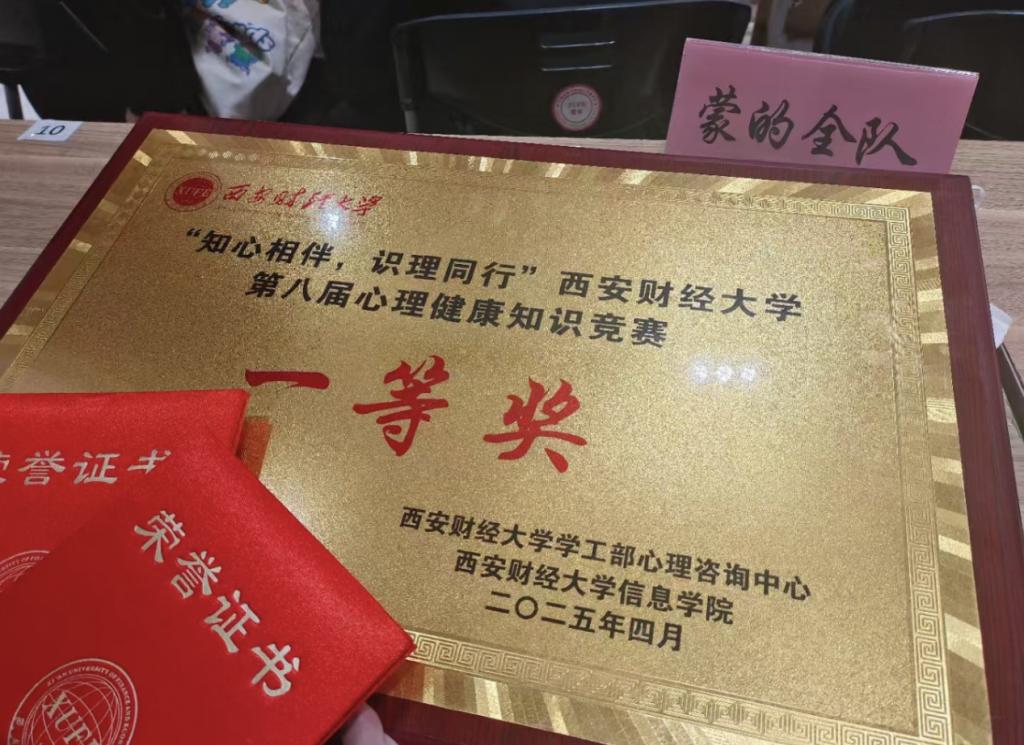 10
蒙的全队
XUFE 西安财经大学
“知心相伴，识理同行”西安财经大学
第八届心理健康知识竞赛
一等奖
西安财经大学学工部心理咨询中心
西安财经大学信息学院
二〇二五年四月
荣誉证书
荣誉证书
XUFE